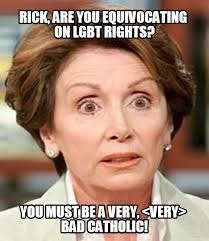 RICK, ARE YOU EQUIVOCATING
ON LGBT RIGHTS?
YOU MUST BE A VERY, <VERY>
BAD CATHOLIC!